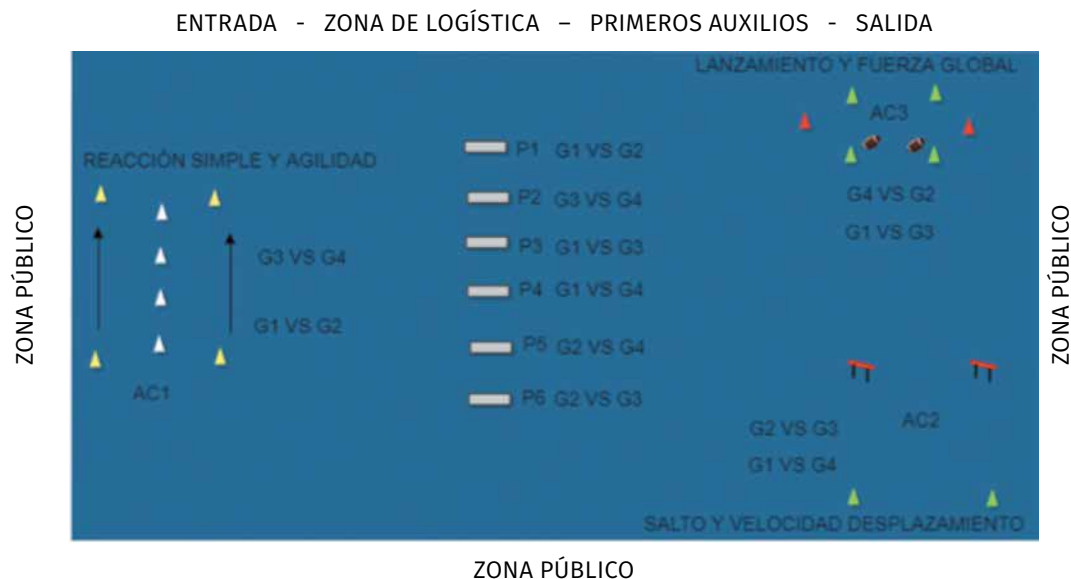 ENTRADA - ZONA DE LOGÍSTICA – PRIMEROS AUXILIOS - SALIDA
LANZAMIENTO Y FUERZA GLOBAL
AC3
REACCIÓN SIMPLE Y AGILIDAD
P1 G1 VS G2
P2 G3 VS G4
P3 G1 VS G3
P4 G1 VS G4
P5 G2 VS G4
P6 G2 VS G3
G4 VS G2
G1 VS G3
G3 VS G4
G1 VS G2
AC1
ZONA PÚBLICO
ZONA PÚBLICO
AC2
G2 VS G3
G1 VS G4
SALTO Y VELOCIDAD DESPLAZAMIENTO
ZONA PÚBLICO